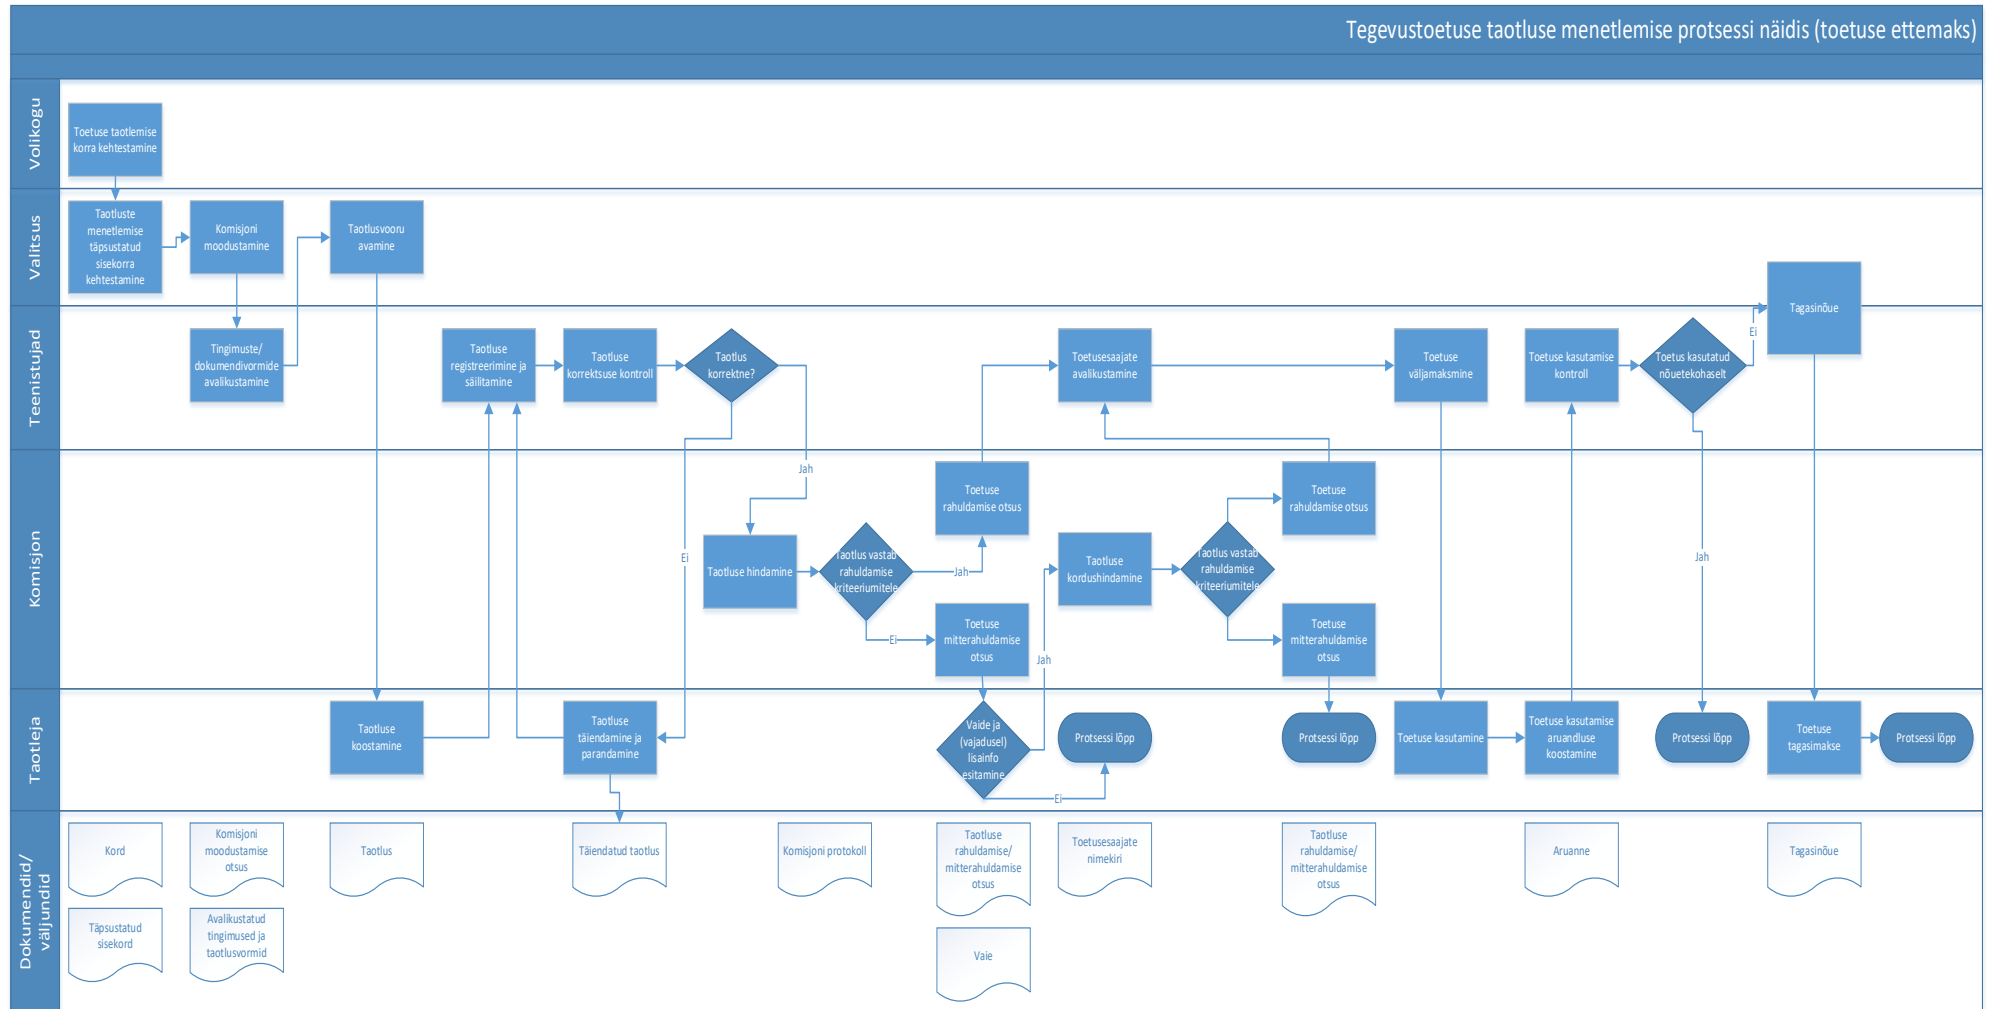 Tegevustoetuse taotluse menetlemise protsessi näidis (toetuse ettemaks)
Volikogu
Toetuse taotlemise
korra kehtestamine
Valitsus
Taotluste
menetlemise
täpsustatud
sisekorra
kehtestamine
Komisjoni
moodustamine
Taotlusvooru
avamine
Tagasinõue
Teenistujad
Tingimuste/
dokumendivormide
avalikustamine
Taotluse
registreerimine ja
säilitamine
Taotluse
korrektsuse kontroll
Taotlus
korrektne?
Toetusesaajate
avalikustamine
Toetuse
väljamaksmine
Toetuse kasutamise
kontroll
Toetus kasutatud
nõuetekohaselt
Ei
Jah
Komisjon
Ei
Taotluse hindamine
Taotlus vastab
rahuldamise
kriteeriumitele
Jah
Ei
Toetuse
rahuldamise otsus
Toetuse
mitterahuldamise
otsus
Jah
Taotluse
kordushindamine
Taotlus vastab
rahuldamise
kriteeriumitele
Toetuse
rahuldamise otsus
Toetuse
mitterahuldamise
otsus
Jah
Taotleja
Taotluse
koostamine
Taotluse
täiendamine ja
parandamine
Vaide ja
(vajadusel)
lisainfo
esitamine
Ei
Protsessi lõpp
Protsessi lõpp
Toetuse kasutamine
Toetuse kasutamise
aruandluse
koostamine
Protsessi lõpp
Toetuse
tagasimakse
Protsessi lõpp
Dokumendid/
väljundid
Kord
Komisjoni
moodustamise
otsus
Taotlus
Täiendatud taotlus
Komisjoni protokoll
Taotluse
rahuldamise/
mitterahuldamise
otsus
Toetusesaajate
nimekiri
Taotluse
rahuldamise/
mitterahuldamise
otsus
Aruanne
Tagasinõue
Täpsustatud
sisekord
Avalikustatud
tingimused ja
taotlusvormid
Vaie